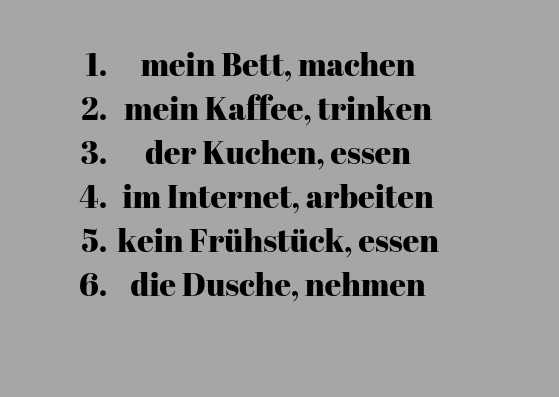 1. mein Bett, machen
2. mein Kaffee, trinken
3. der Kuchen, essen
4. im Internet, arbeiten
5. kein Frühstück, essen
6. die Dusche, nehmen